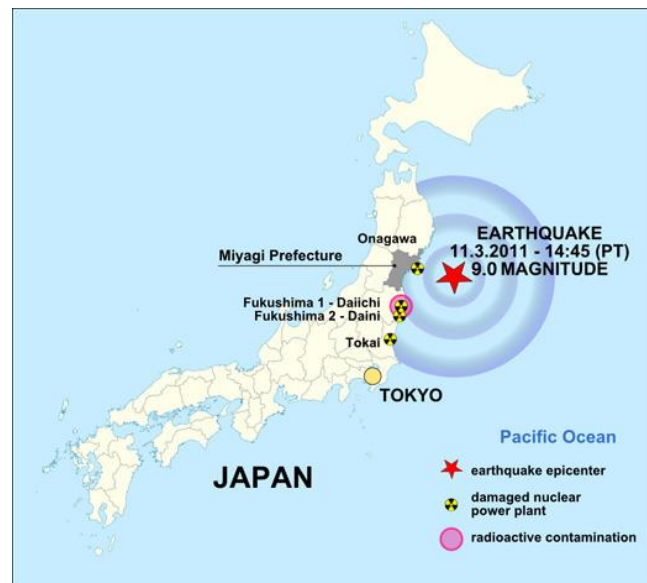 Onagawa
Miyagi Prefecture
EARTHQUAKE
11.3.2011 - 14:45 (PT)
9.0 MAGNITUDE
Fukushima 1 - Daiichi
Fukushima 2 - Daini
Tokai
TOKYO
JAPAN
Pacific Ocean
earthquake epicenter
damaged nuclear
power plant
radioactive contamination